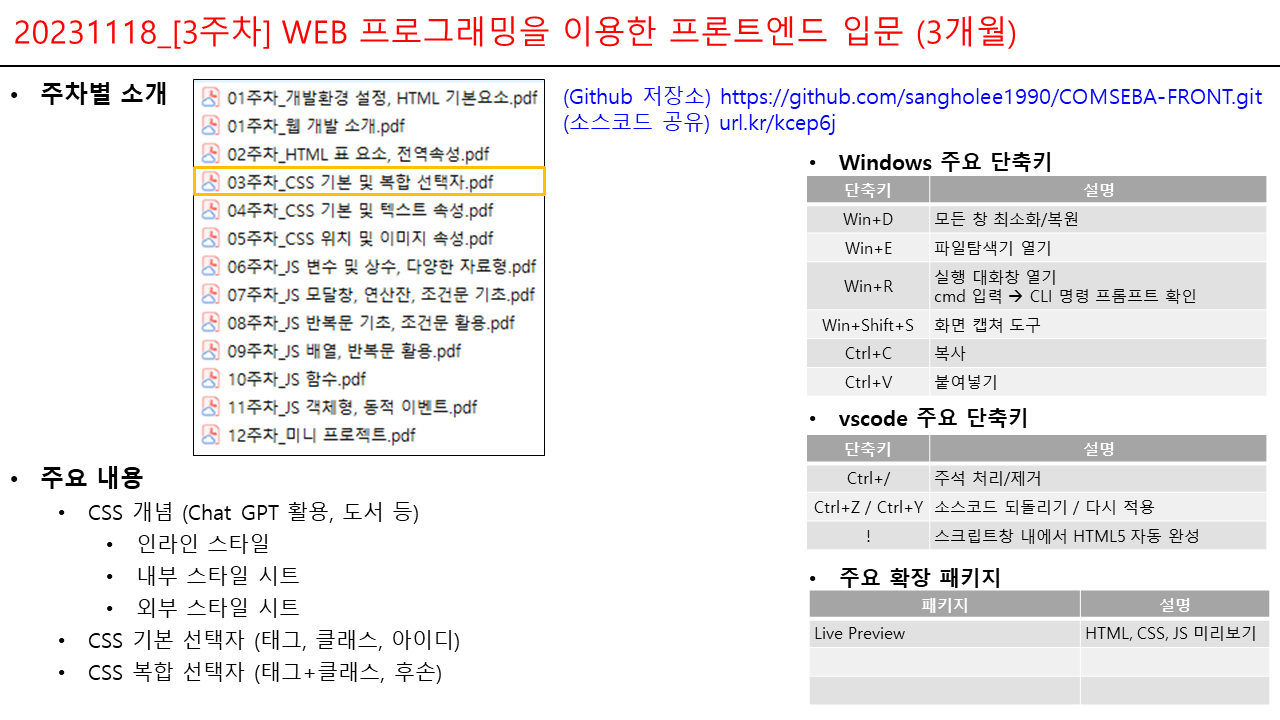 20231118_[3주차] WEB 프로그래밍을 이용한 프론트엔드 입문 (3개월)
• 주차별 소개
01주차_개발환경 설정, HTML 기본요소.pdf
01주차_웹 개발 소개.pdf
02주차_HTML 표 요소, 전역속성.pdf
03주차_CSS 기본 및 복합 선택자.pdf
04주차_CSS 기본 및 텍스트 속성.pdf
05주차_CSS 위치 및 이미지 속성.pdf
06주차_JS 변수 및 상수, 다양한 자료형.pdf
07주차_JS 모달창, 연산잔, 조건문 기초.pdf
08주차_JS 반복문 기초, 조건문 활용.pdf
09주차_JS 배열, 반복문 활용.pdf
10주차_JS 함수.pdf
11주차_JS 객체형, 동적 이벤트.pdf
12주차_미니 프로젝트.pdf
• 주요 내용
• CSS 개념 (Chat GPT 활용, 도서 등)
• 인라인 스타일
• 내부 스타일 시트
• 외부 스타일 시트
• CSS 기본 선택자 (태그, 클래스, 아이디)
• CSS 복합 선택자 (태그+클래스, 후손)
(Github 저장소) https://github.com/sangholee1990/COMSEBA-FRONT.git
(소스코드 공유) url.kr/kcep6j
• Windows 주요 단축키
단축키 설명
Win+D 모든 창 최소화/복원
Win+E 파일탐색기 열기
Win+R 실행 대화창 열기
cmd 입력 → CLI 명령 프롬프트 확인
Win+Shift+S 화면 캡쳐 도구
Ctrl+C 복사
Ctrl+V 붙여넣기
• vscode 주요 단축키
단축키 설명
Ctrl+/ 주석 처리/제거
Ctrl+Z / Ctrl+Y 소스코드 되돌리기 / 다시 적용
! 스크립트창 내에서 HTML5 자동 완성
• 주요 확장 패키지
패키지 설명
Live Preview HTML, CSS, JS 미리보기